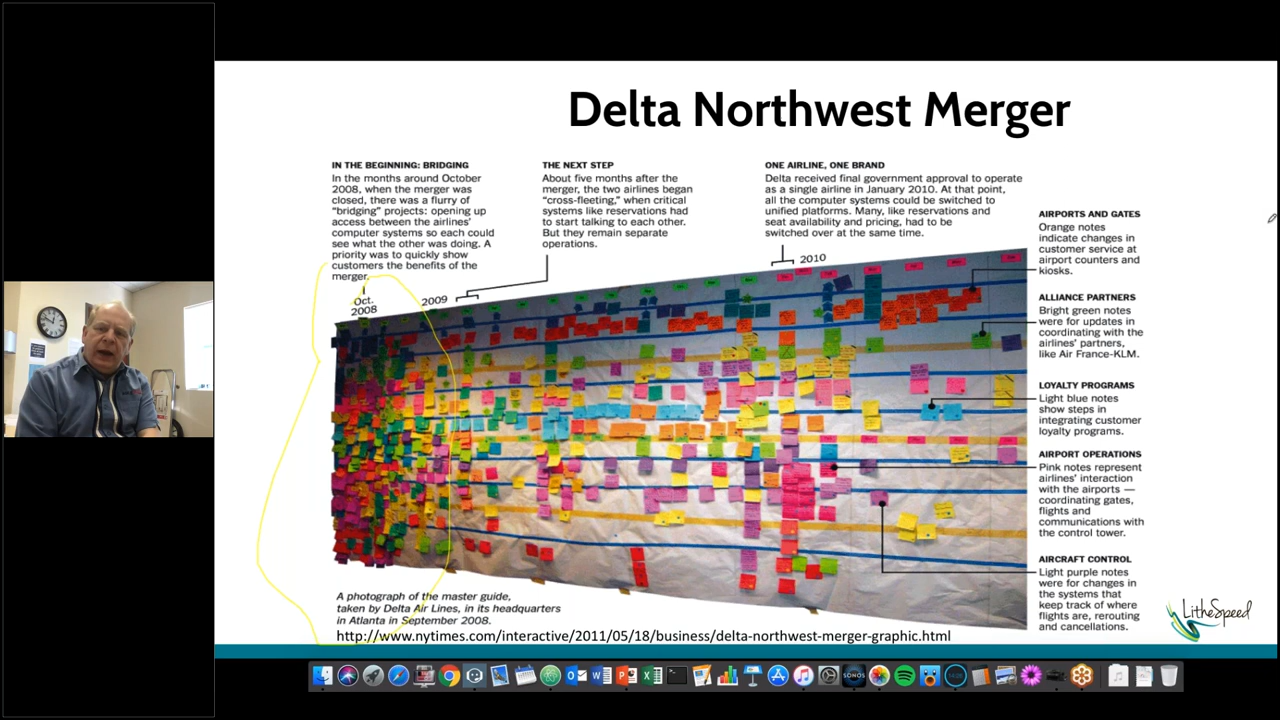 Delta Northwest Merger
IN THE BEGINNING: BRIDGING
In the months around October
2008, when the merger was
closed, there was a flurry of
“bridging” projects: opening up
access between the airlines’
computer systems so each could
see what the other was doing. A
priority was to quickly show
customers the benefits of the
merger.
THE NEXT STEP
About five months after the
merger, the two airlines began
“cross-fleeting,” when critical
systems like reservations had
to start talking to each other.
But they remain separate
operations.
ONE AIRLINE, ONE BRAND
Delta received final government approval to operate
as a single airline in January 2010. At that point,
all the computer systems could be switched to
unified platforms. Many, like reservations and
seat availability and pricing, had to be
switched over at the same time.
Oct.
2008
2009
2010
AIRPORTS AND GATES
Orange notes
indicate changes in
customer service at
airport counters and
kiosks.
ALLIANCE PARTNERS
Bright green notes
were for updates in
coordinating with the
airlines’ partners,
like Air France-KLM.
LOYALTY PROGRAMS
Light blue notes
show steps in
integrating customer
loyalty programs.
AIRPORT OPERATIONS
Pink notes represent
airlines’ interaction
with the airports —
coordinating gates,
flights and
communications with
the control tower.
AIRCRAFT CONTROL
Light purple notes
were for changes in
the systems that
keep track of where
flights are, rerouting
and cancellations.
A photograph of the master guide,
taken by Delta Air Lines, in its headquarters
in Atlanta in September 2008.
http://www.nytimes.com/interactive/2011/05/18/business/delta-northwest-merger-graphic.html
LitheSpeed
SONOS